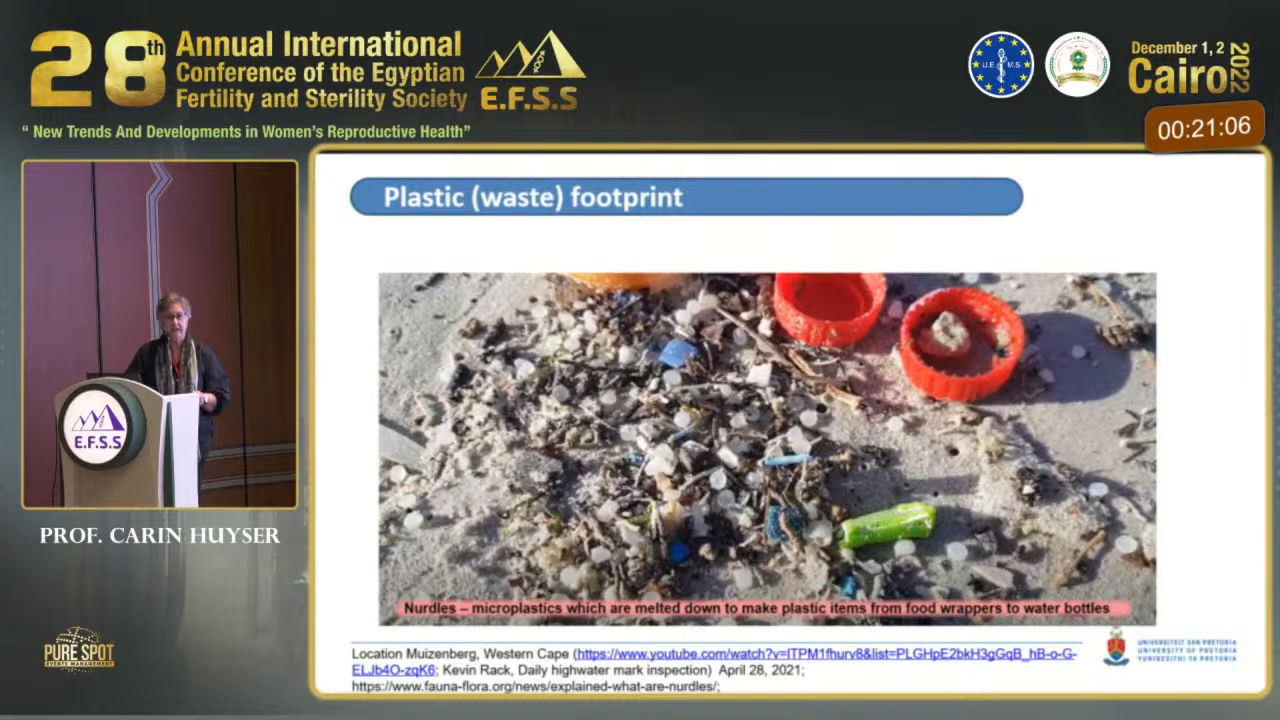 28th
Annual International
Conference of the Egyptian
Fertility and Sterility Society
E.F.S.S
U.E.M.S.
December 1, 2
2022
Cairo
“ New Trends And Developments in Women's Reproductive Health”
00:21:06
Plastic (waste) footprint
E.F.S.S
PROF. CARIN HUYSER
PURE SPOT
EVENTS MANAGEMENT
Nurdles – microplastics which are melted down to make plastic items from food wrappers to water bottles
Location Muizenberg, Western Cape (https://www.youtube.com/watch?v=ITPM1fhurv8&list=PLGHpE2bkH3gGqB_hB-o-G-
ELJb4O-zqK6; Kevin Rack, Daily highwater mark inspection) April 28, 2021;
https://www.fauna-flora.org/news/explained-what-are-nurdles/;
UNIVERSITEIT VAN PRETORIA
UNIVERSITY OF PRETORIA
YUNIBESITHI YA PRETORIA